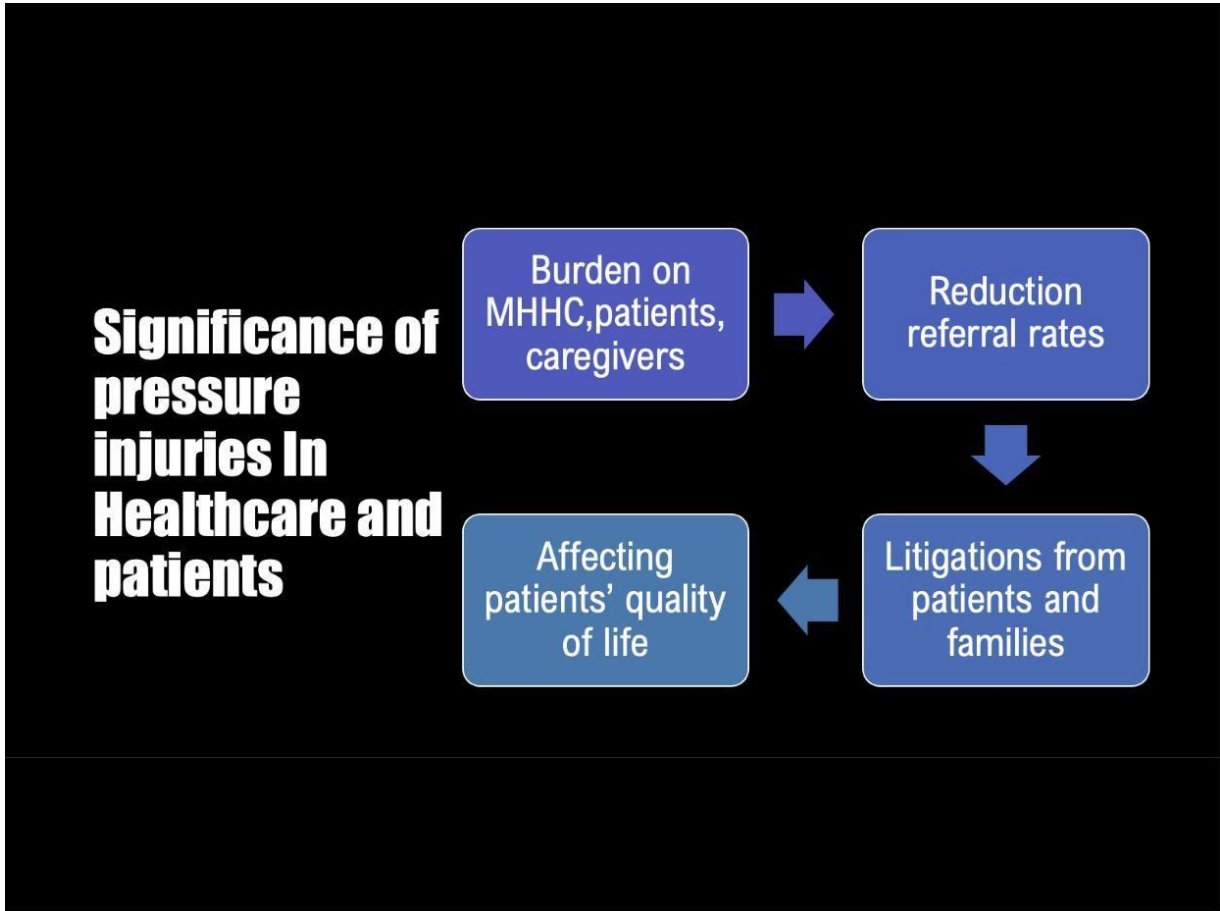 Significance of
pressure
injuries In
Healthcare and
patients
Burden on
MHHC,patients,
caregivers
Reduction
referral rates
Litigations from
patients and
families
Affecting
patients’ quality
of life